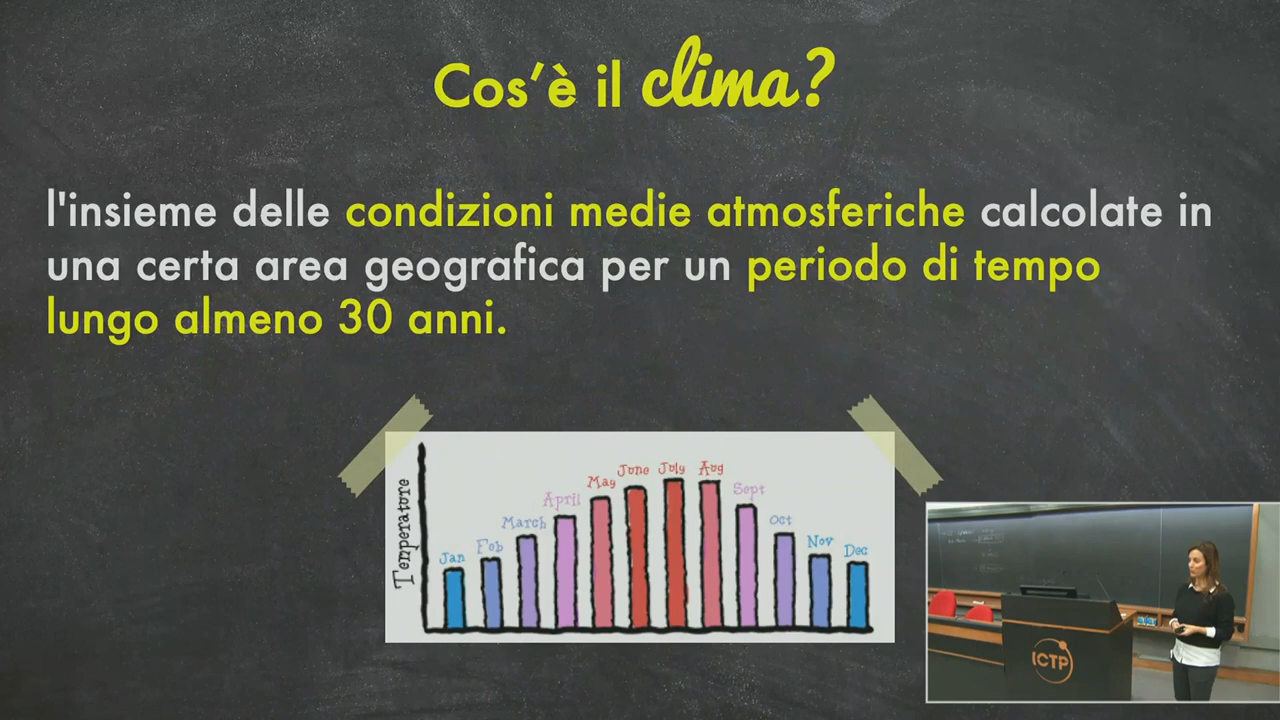 Cos'è il clima?
l'insieme delle condizioni medie atmosferiche calcolate in
una certa area geografica per un periodo di tempo
lungo almeno 30 anni.
Temperature
Jan
Feb
March
April
May
June
July
Aug
Sept
Oct
Nov
Dec
ICTP